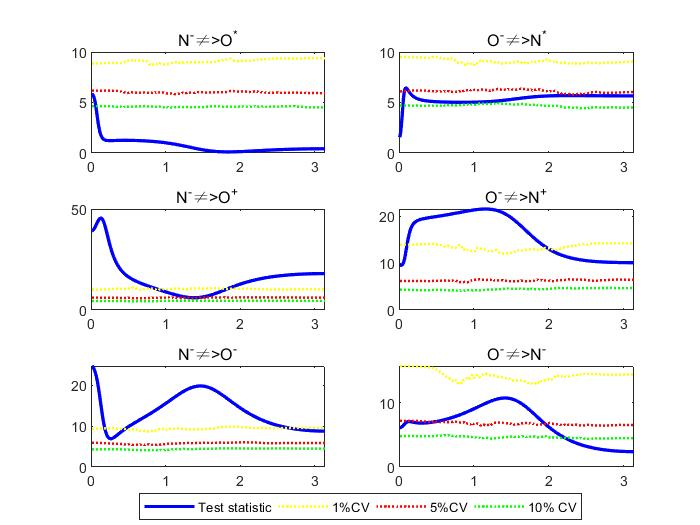 N⁻≠>O* O⁻≠>N*
10 10
5 5
0 0
0 1 2 3 0 1 2 3
N⁻≠>O⁺ O⁻≠>N⁺
50 20
10
0 0
0 1 2 3 0 1 2 3
N⁻≠>O⁻ O⁻≠>N⁻
20
10 10
0 0
0 1 2 3 0 1 2 3
Test statistic 1%CV 5%CV 10% CV